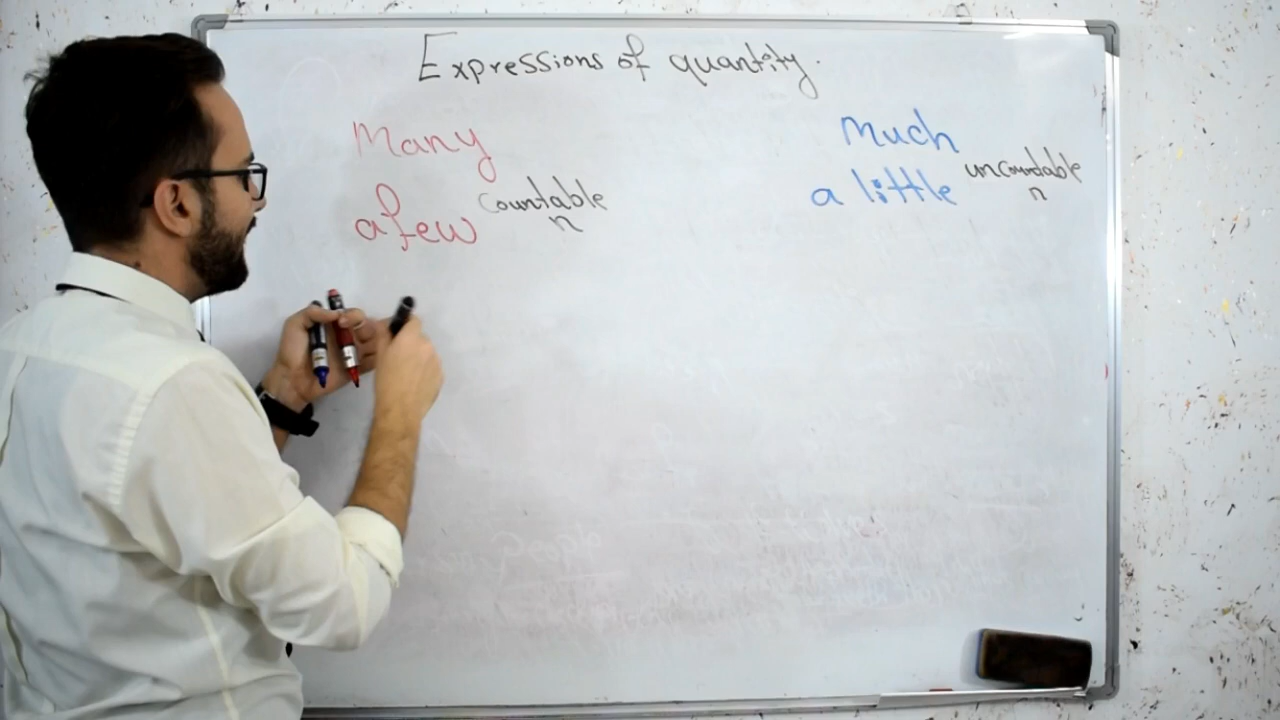 Expressions of quantity.
Many
a few countable
n
Much
a little uncountable
n